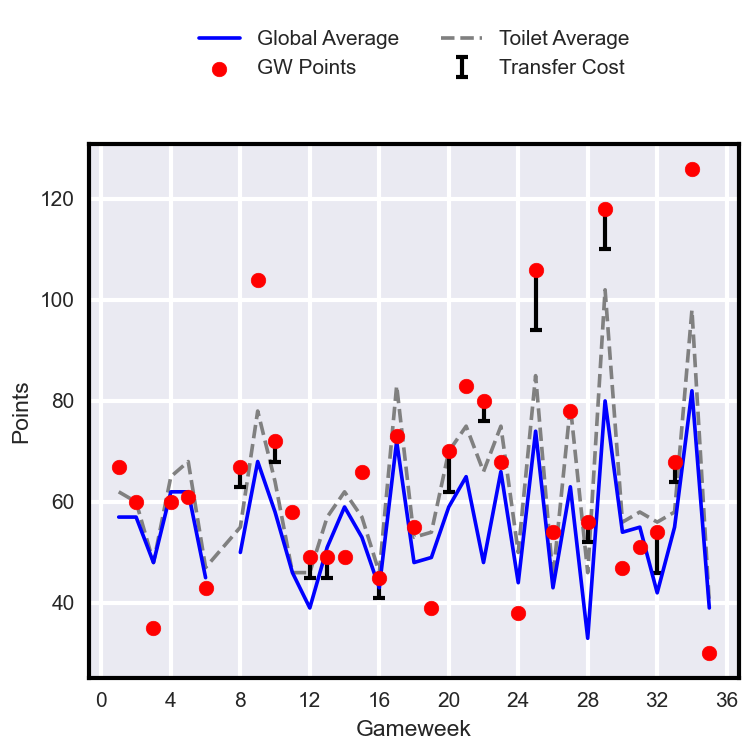 Global Average
Toilet Average
GW Points
Transfer Cost
Points
120
100
80
60
40
0 4 8 12 16 20 24 28 32 36
Gameweek